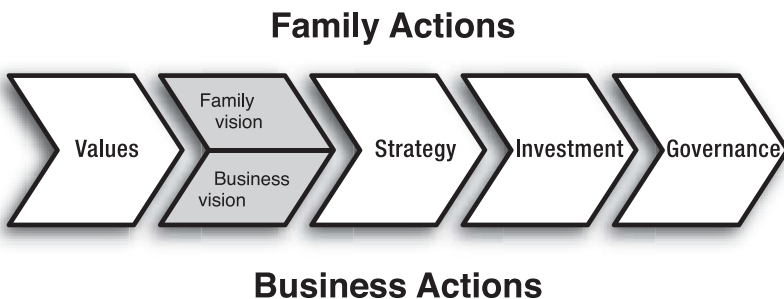 Family Actions
Values
Family
vision
Business
vision
Strategy
Investment
Governance
Business Actions